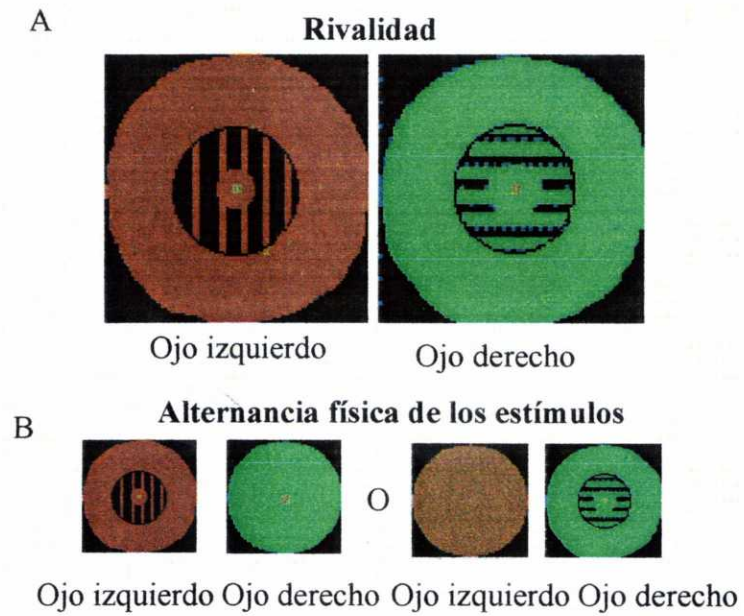 A
Rivalidad
Ojo izquierdo Ojo derecho
B
Alternancia física de los estímulos
O
Ojo izquierdo Ojo derecho Ojo izquierdo Ojo derecho